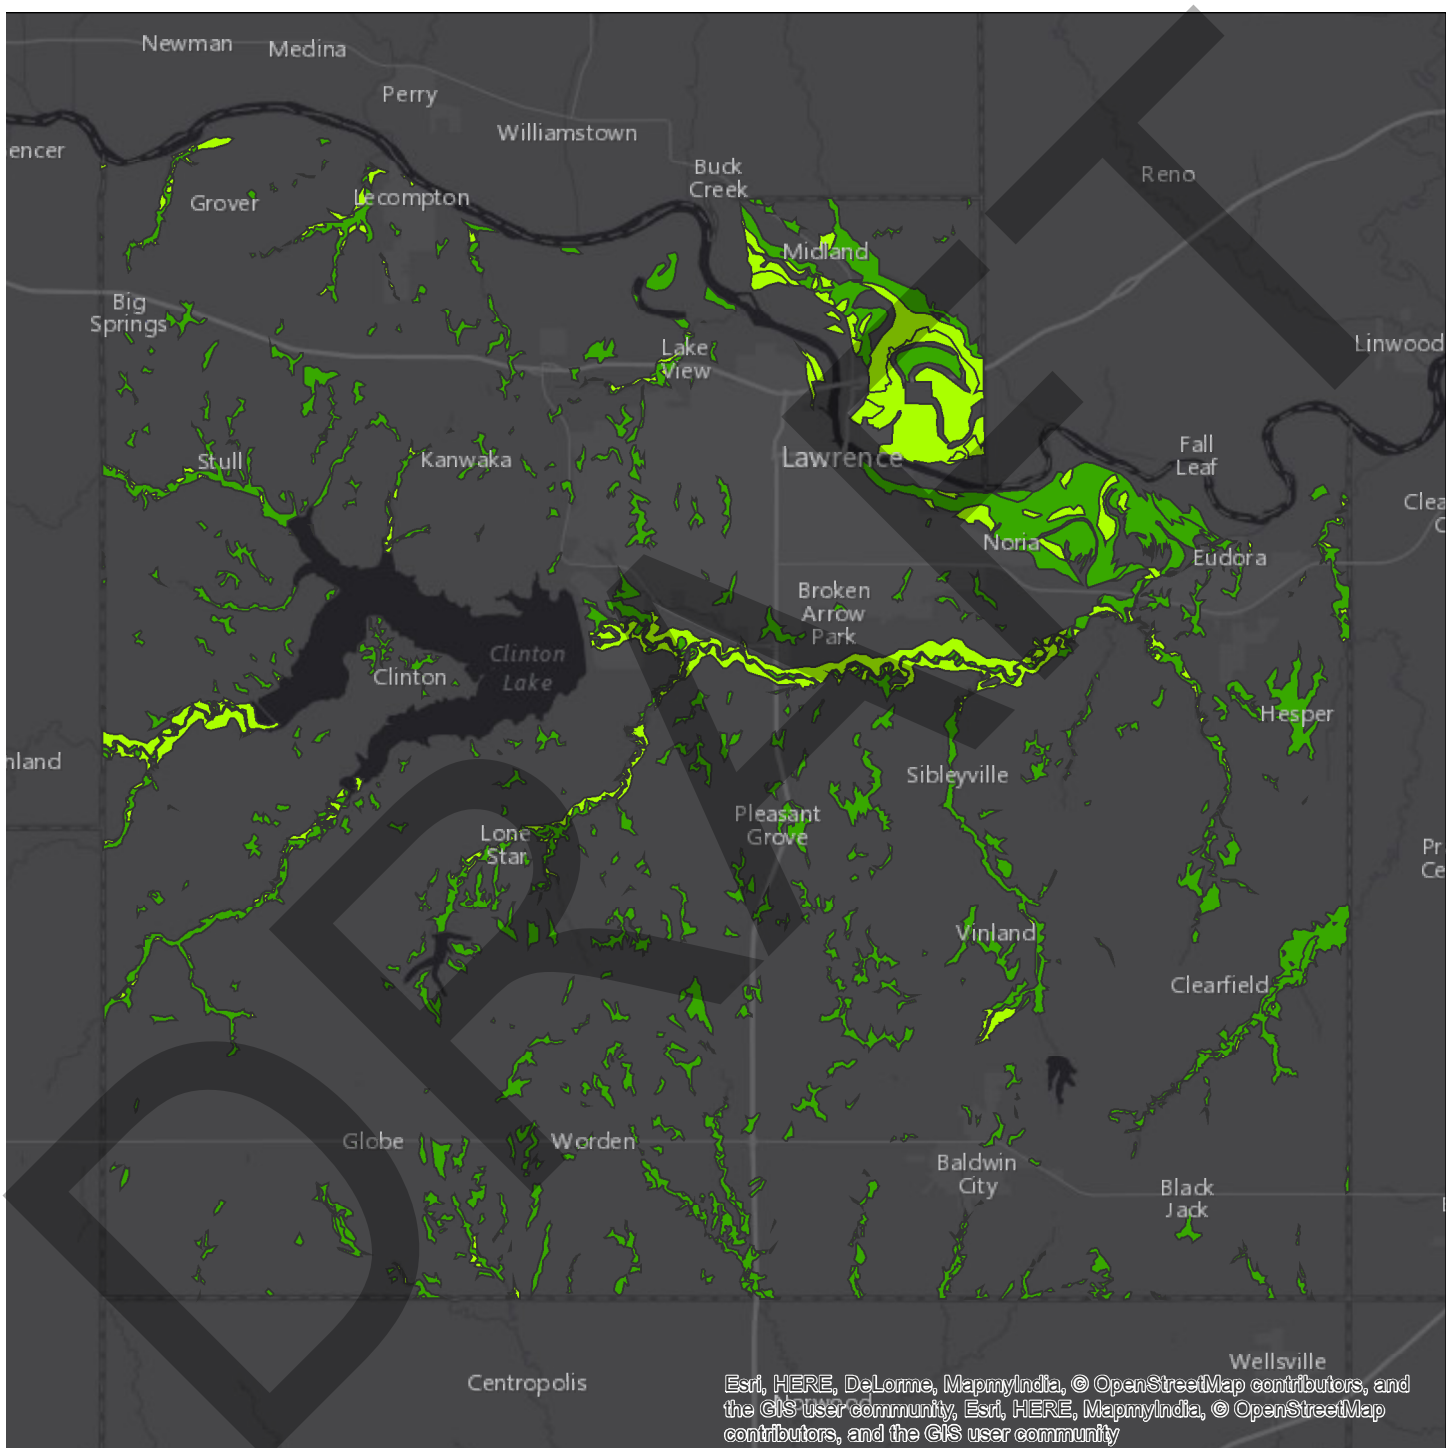 Newman
Medina
Perry
Williamstown
encer
Buck
Creek
Reno
Grover
Lecompton
Midland
Big
Springs
Linwood
Lake
View
Stull
Kanwaka
Lawrence
Fall
Leaf
Clea
C
Noria
Eudora
Broken
Arrow
Park
Clinton
Lake
Clinton
Hesper
nland
Sibleyville
Pleasant
Grove
Lone
Star
Pr
Ce
Vinland
Clearfield
Globe
Worden
Baldwin
City
Black
Jack
Wellsville
Centropolis
Norwood
Esri, HERE, DeLorme, MapmyIndia, © OpenStreetMap contributors, and
the GIS user community, Esri, HERE, MapmyIndia, © OpenStreetMap
contributors, and the GIS user community
DRAFT